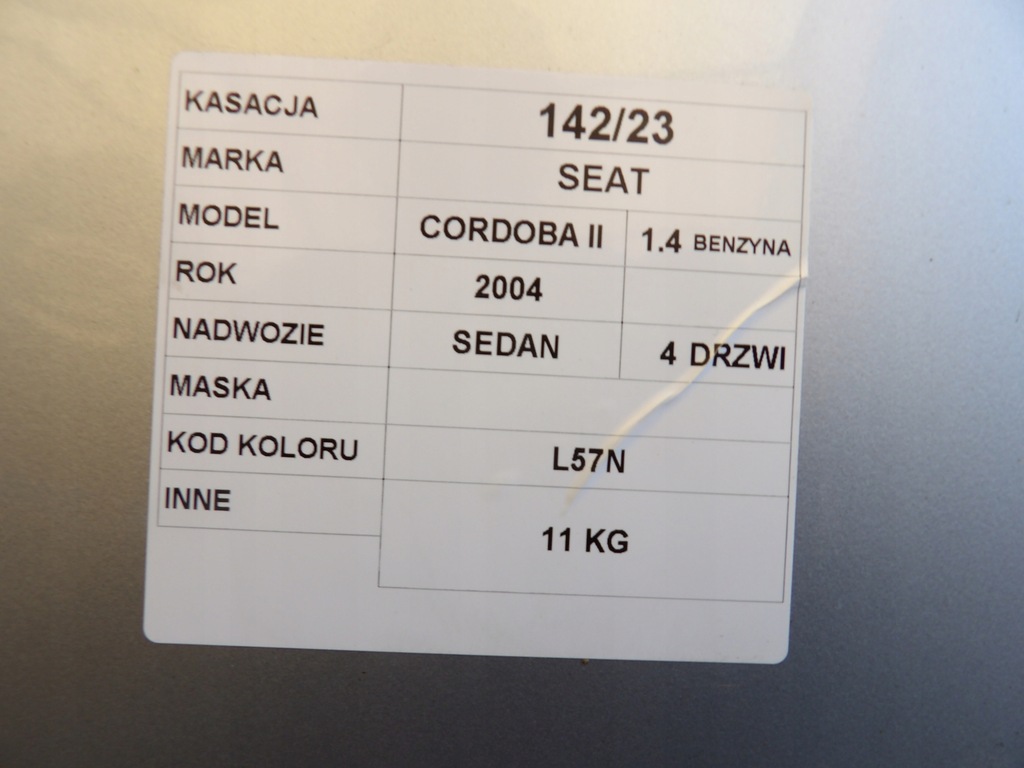 KASACJA 142/23
MARKA SEAT
MODEL CORDOBA II 1.4 BENZYNA
ROK 2004
NADWOZIE SEDAN 4 DRZWI
MASKA
KOD KOLORU L57N
INNE 11 KG